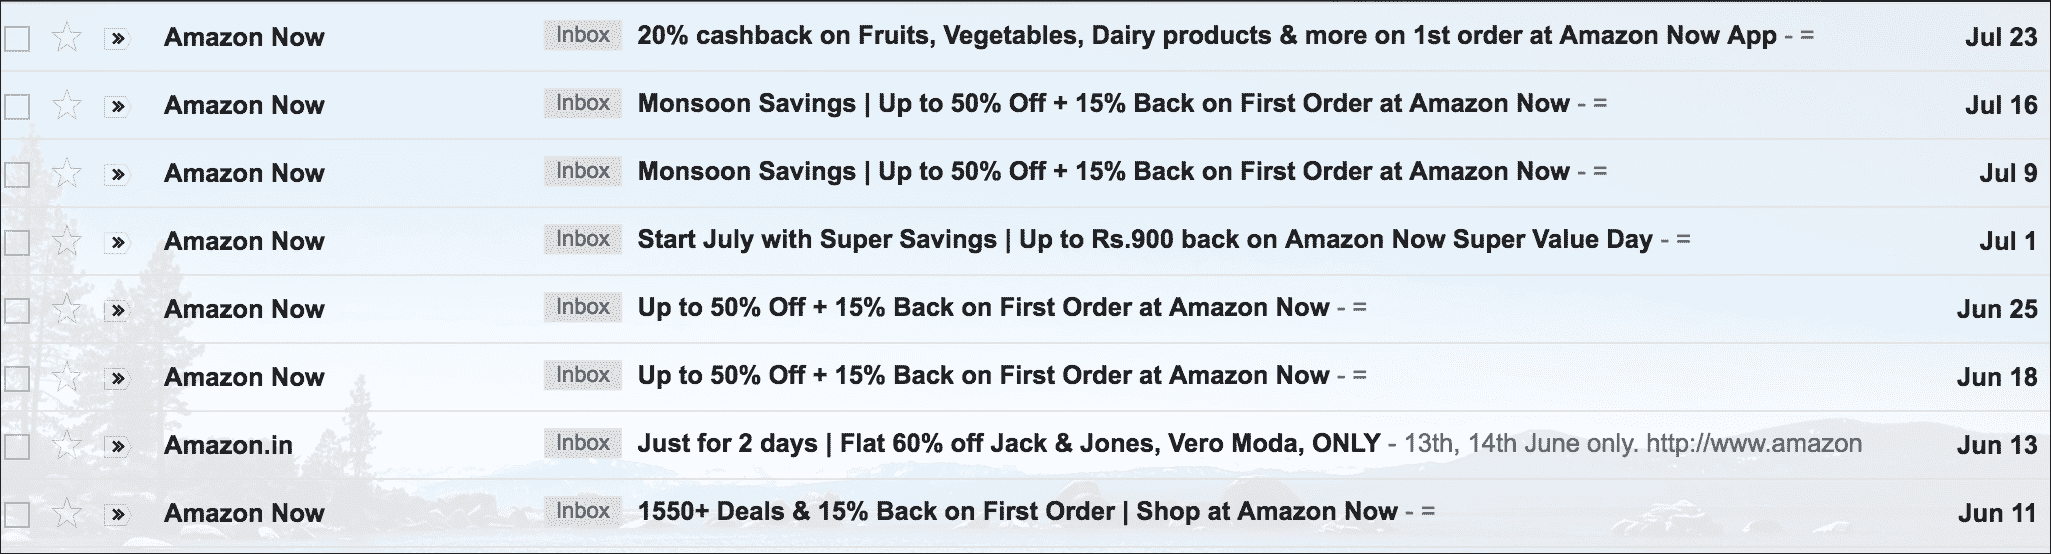 Amazon Now Inbox 20% cashback on Fruits, Vegetables, Dairy products & more on 1st order at Amazon Now App - = Jul 23
Amazon Now Inbox Monsoon Savings | Up to 50% Off + 15% Back on First Order at Amazon Now - = Jul 16
Amazon Now Inbox Monsoon Savings | Up to 50% Off + 15% Back on First Order at Amazon Now - = Jul 9
Amazon Now Inbox Start July with Super Savings | Up to Rs.900 back on Amazon Now Super Value Day - = Jul 1
Amazon Now Inbox Up to 50% Off + 15% Back on First Order at Amazon Now - = Jun 25
Amazon Now Inbox Up to 50% Off + 15% Back on First Order at Amazon Now - = Jun 18
Amazon.in Inbox Just for 2 days | Flat 60% off Jack & Jones, Vero Moda, ONLY - 13th, 14th June only. http://www.amazon Jun 13
Amazon Now Inbox 1550+ Deals & 15% Back on First Order | Shop at Amazon Now - = Jun 11